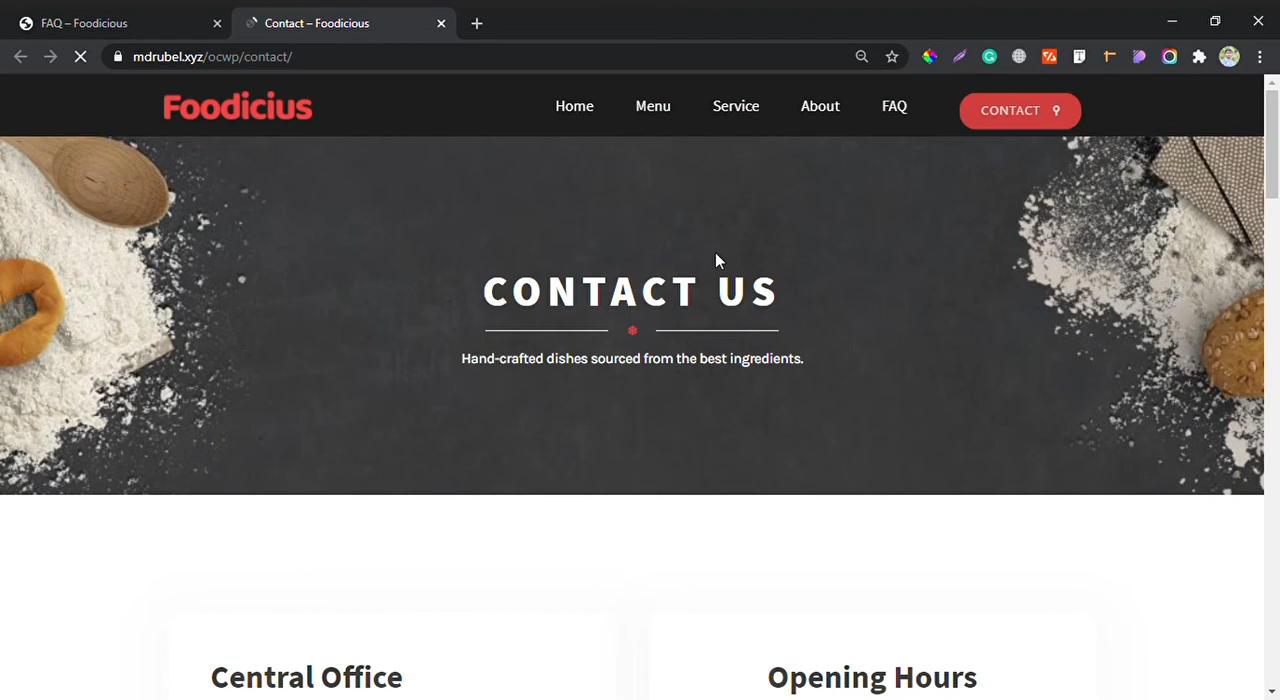 FAQ – Foodicious
Contact – Foodicious
mdrubel.xyz/ocwp/contact/
Foodicius
Home
Menu
Service
About
FAQ
CONTACT
CONTACT US
Hand-crafted dishes sourced from the best ingredients.
Central Office
Opening Hours